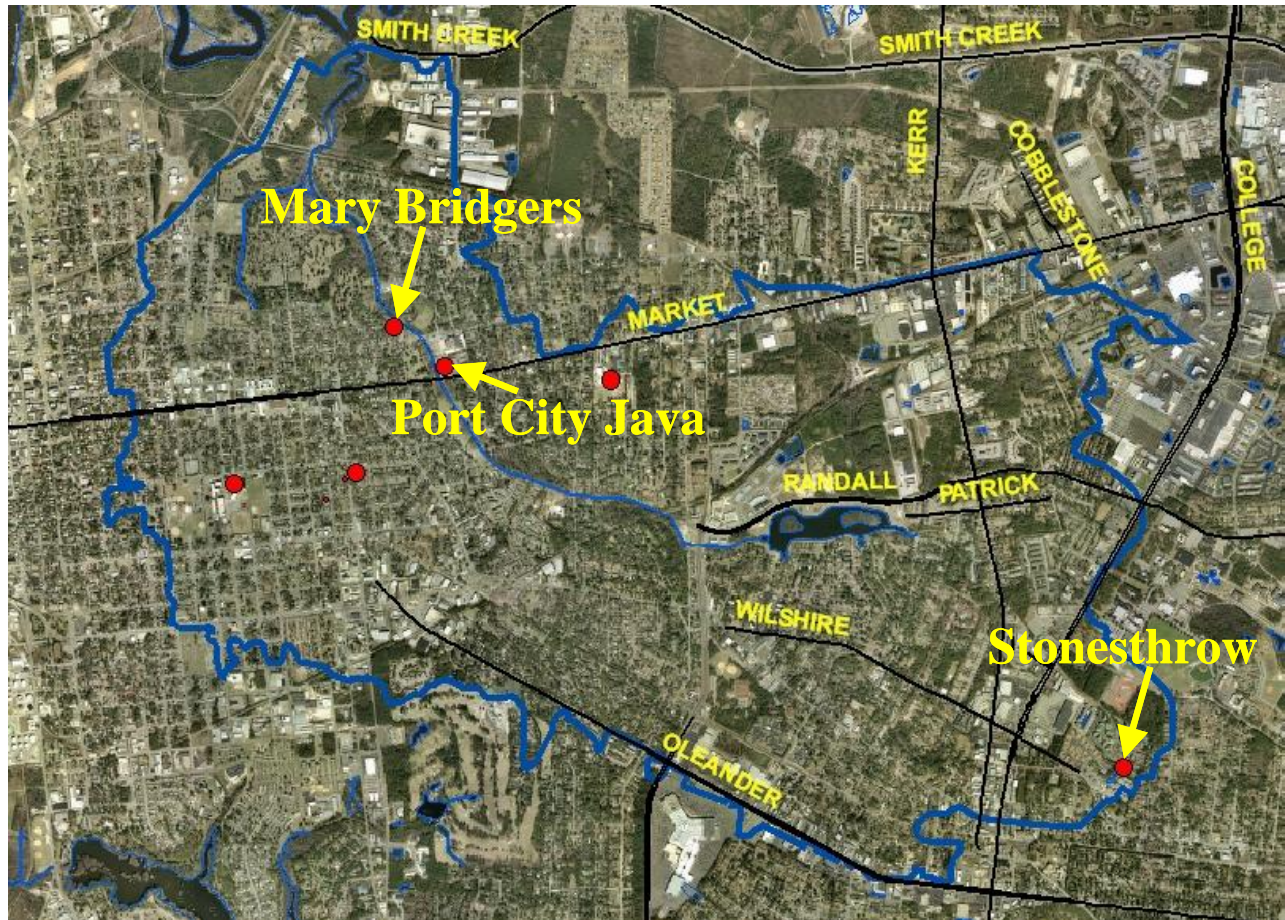 SMITH CREEK
SMITH CREEK
KERR
COBBLESTONE
COLLEGE
Mary Bridgers
MARKET
Port City Java
RANDALL
PATRICK
WILSHIRE
Stonesthrow
OLEANDER